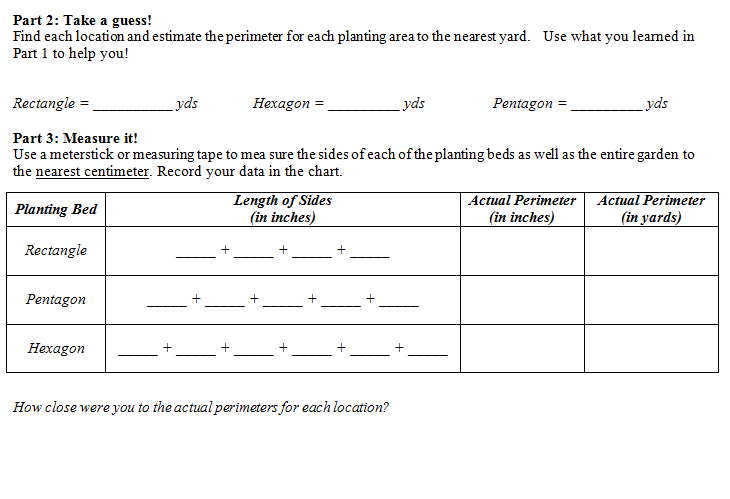 Part 2: Take a guess!
Find each location and estimate the perimeter for each planting area to the nearest yard. Use what you learned in
Part 1 to help you!
Rectangle = __________ yds Hexagon = _________ yds Pentagon = _________ yds
Part 3: Measure it!
Use a meterstick or measuring tape to mea sure the sides of each of the planting beds as well as the entire garden to
the nearest centimeter. Record your data in the chart.
Planting Bed Length of Sides (in inches) Actual Perimeter (in inches) Actual Perimeter (in yards)
Rectangle _____ + _____ + _____ + _____
Pentagon _____ + _____ + _____ + _____ + _____
Hexagon _____ + _____ + _____ + _____ + _____ + _____
How close were you to the actual perimeters for each location?